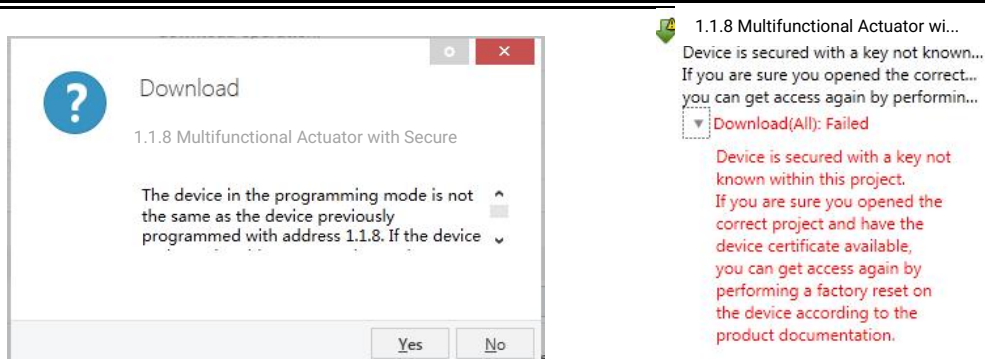 Download
1.1.8 Multifunctional Actuator with Secure
The device in the programming mode is not
the same as the device previously
programmed with address 1.1.8. If the device
Yes
No
1.1.8 Multifunctional Actuator wi...
Device is secured with a key not known...
If you are sure you opened the correct...
you can get access again by performin...
Download(All): Failed
Device is secured with a key not
known within this project.
If you are sure you opened the
correct project and have the
device certificate available,
you can get access again by
performing a factory reset on
the device according to the
product documentation.